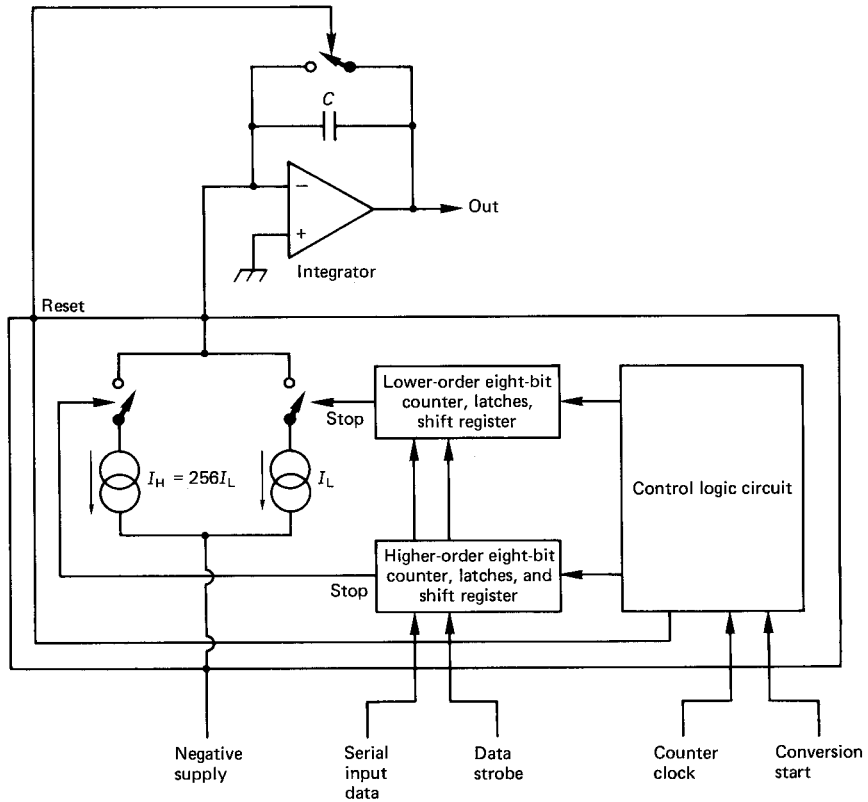 C
−
+
Out
Integrator
Reset
Lower-order eight-bit
counter, latches,
shift register
Stop
I_H = 256I_L
I_L
Control logic circuit
Higher-order eight-bit
counter, latches, and
shift register
Stop
Negative
supply
Serial
input
data
Data
strobe
Counter
clock
Conversion
start